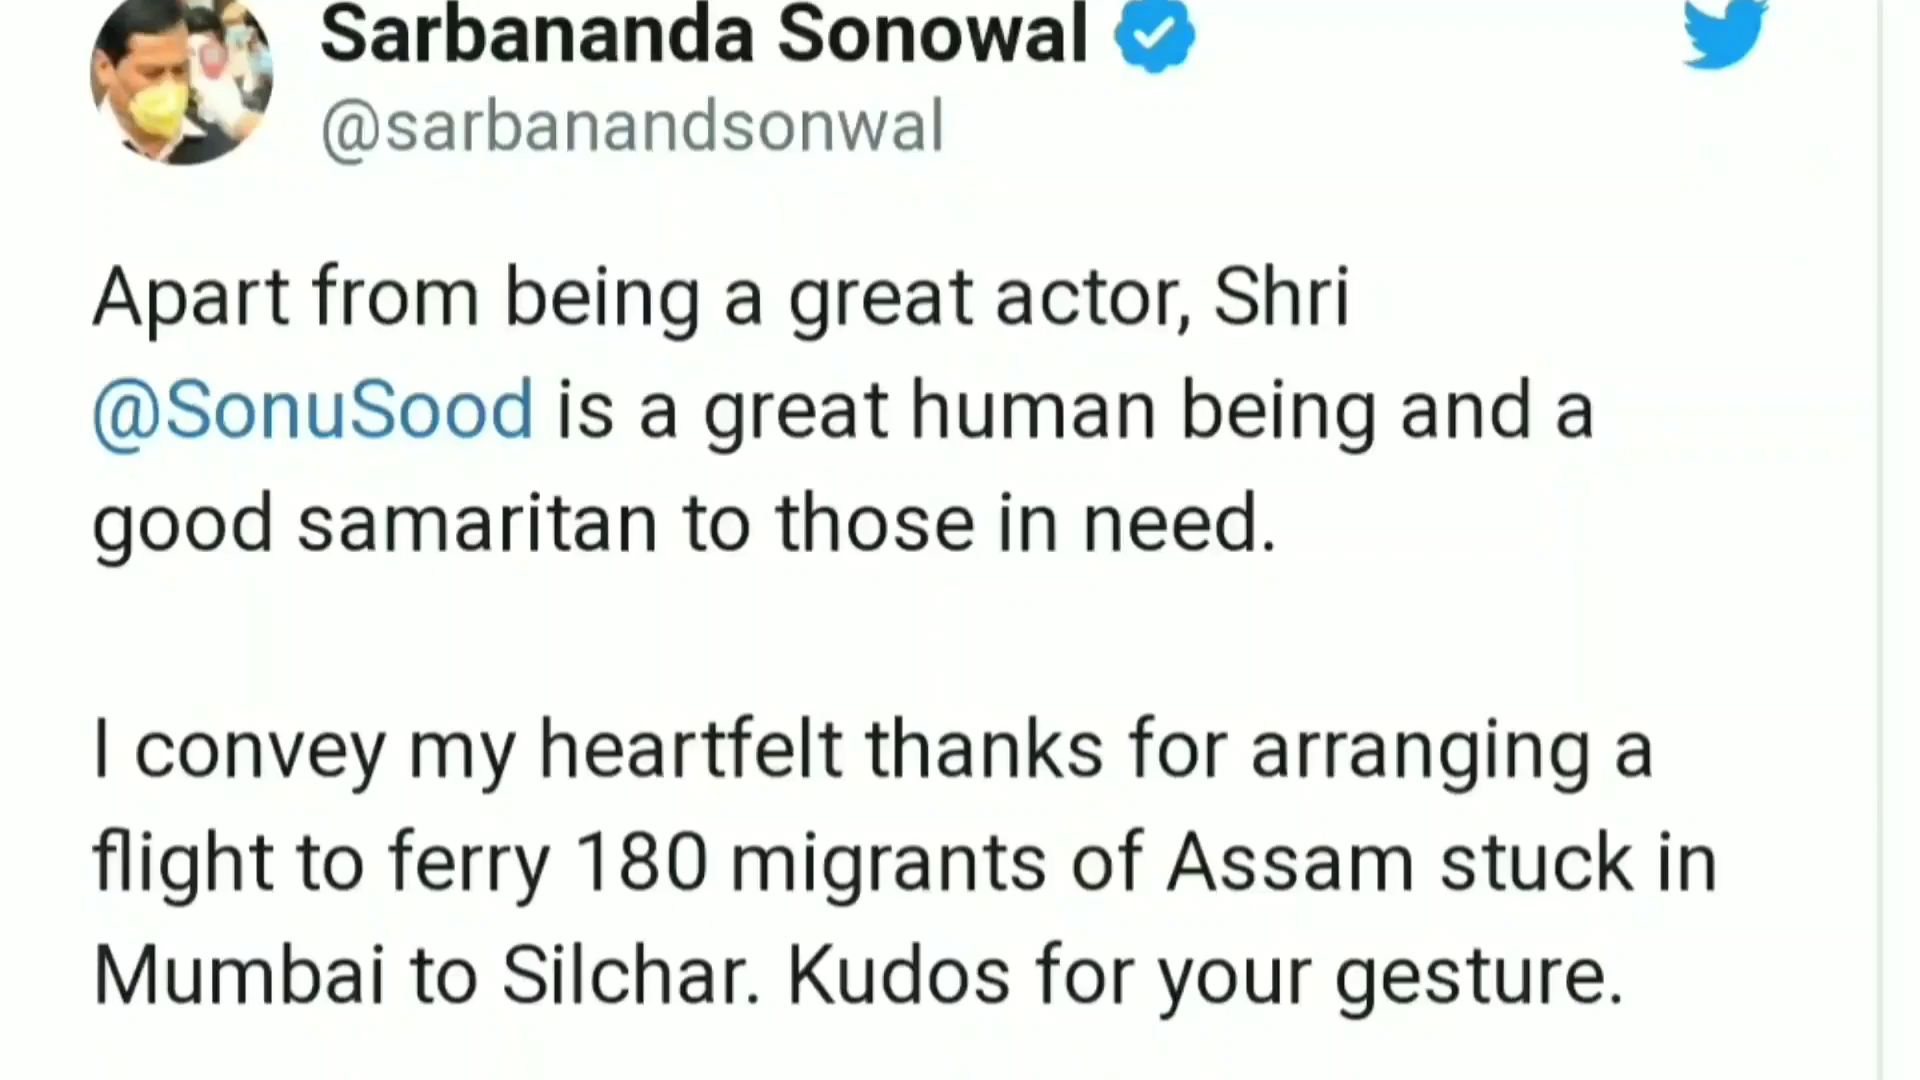 Sarbananda Sonowal
@sarbanandsonwal
Apart from being a great actor, Shri
@SonuSood is a great human being and a
good samaritan to those in need.
I convey my heartfelt thanks for arranging a
flight to ferry 180 migrants of Assam stuck in
Mumbai to Silchar. Kudos for your gesture.